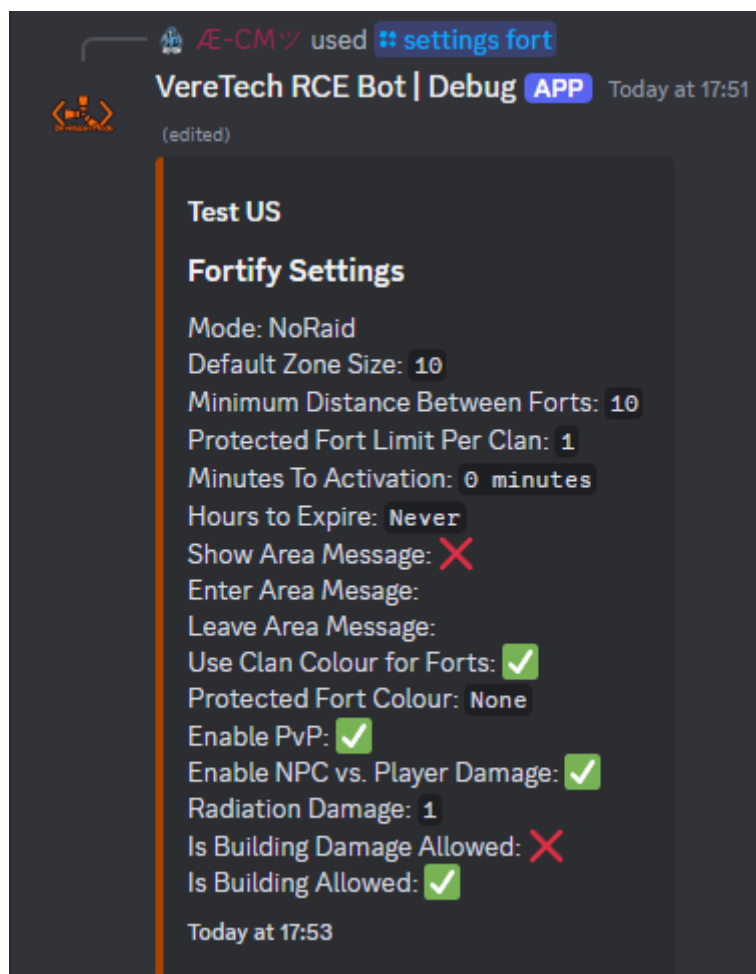 Æ-CMツ used settings fort
VereTech RCE Bot | Debug APP Today at 17:51
(edited)
Test US
Fortify Settings
Mode: NoRaid
Default Zone Size: 10
Minimum Distance Between Forts: 10
Protected Fort Limit Per Clan: 1
Minutes To Activation: 0 minutes
Hours to Expire: Never
Show Area Message: ❌
Enter Area Mesage:
Leave Area Message:
Use Clan Colour for Forts: ✅
Protected Fort Colour: None
Enable PvP: ✅
Enable NPC vs. Player Damage: ✅
Radiation Damage: 1
Is Building Damage Allowed: ❌
Is Building Allowed: ✅
Today at 17:53